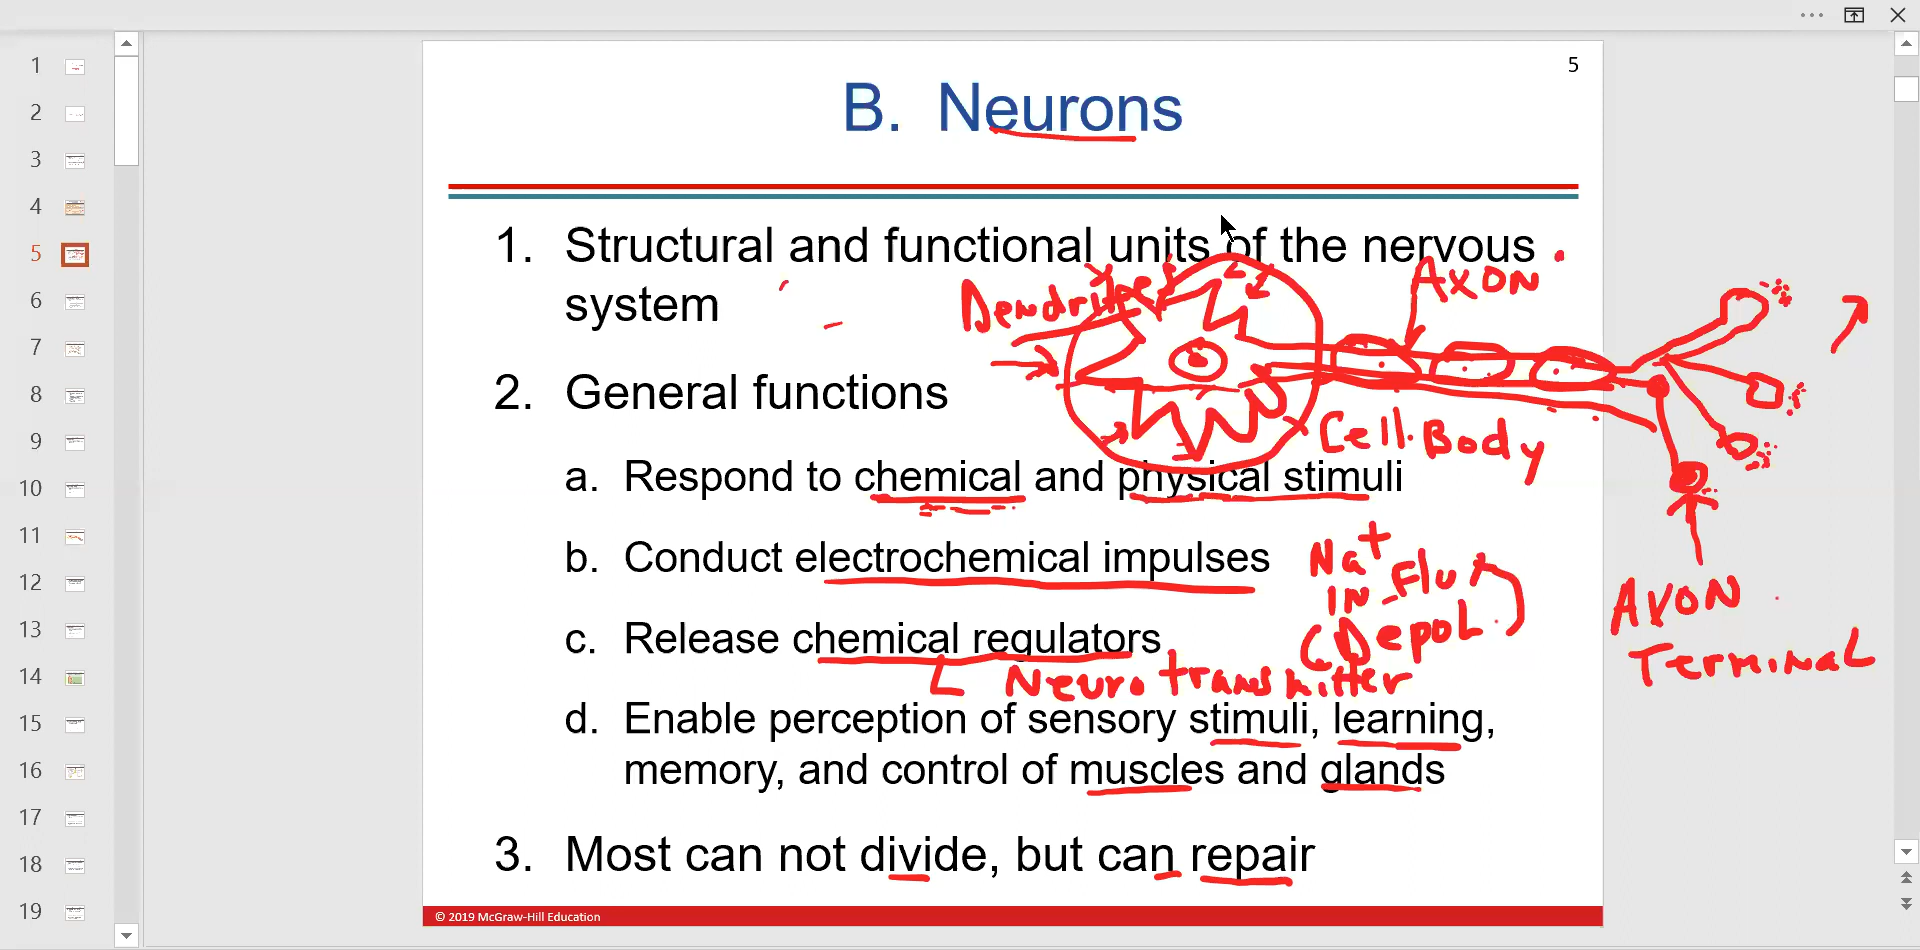 1
2
3
4
5
6
7
8
9
10
11
12
13
14
15
16
17
18
19
5
B. Neurons
1. Structural and functional units of the nervous
system
Dendrites
AXON
2. General functions
Cell Body
a. Respond to chemical and physical stimuli
b. Conduct electrochemical impulses
Na+
IN-Flux
(Depol.)
AXON
Terminal
c. Release chemical regulators
Neurotransmitter
d. Enable perception of sensory stimuli, learning,
memory, and control of muscles and glands
3. Most can not divide, but can repair
© 2019 McGraw-Hill Education